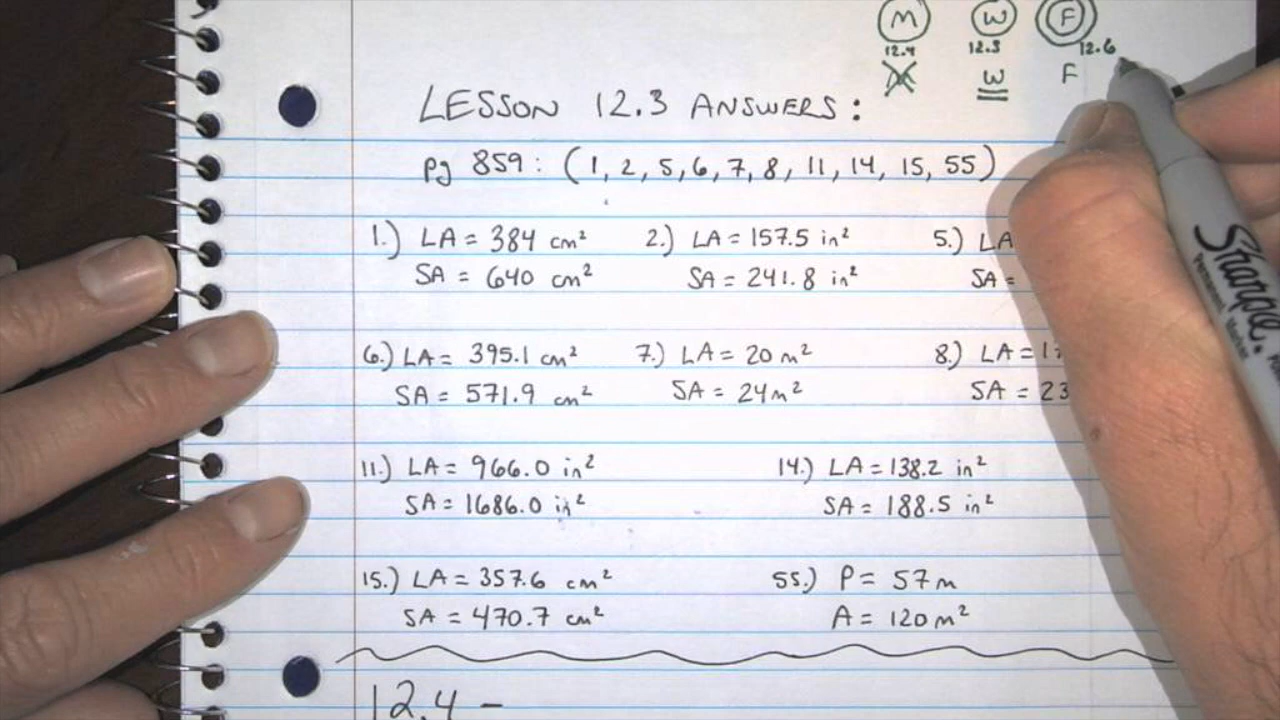 M W F
12.4 12.5 12.6
M W F
LESSON 12.3 ANSWERS:
pg 859: (1, 2, 5, 6, 7, 8, 11, 14, 15, 55)
1.) LA = 384 cm² 2.) LA = 157.5 in² 5.) LA
SA = 640 cm² SA = 241.8 in² SA =
6.) LA = 395.1 cm² 7.) LA = 20 m² 8.) LA = 17
SA = 571.9 cm² SA = 24 m² SA = 23
11.) LA = 966.0 in² 14.) LA = 138.2 in²
SA = 1686.0 in² SA = 188.5 in²
15.) LA = 357.6 cm² 55.) P = 57 m
SA = 470.7 cm² A = 120 m²
12.4 –
Sharpie.
Permanent Marker